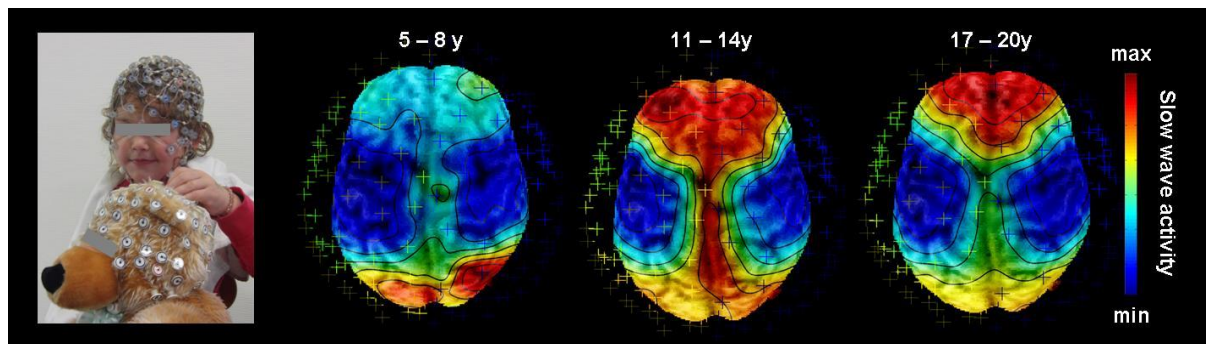 5 – 8 y
11 – 14y
17 – 20y
max
Slow wave activity
min